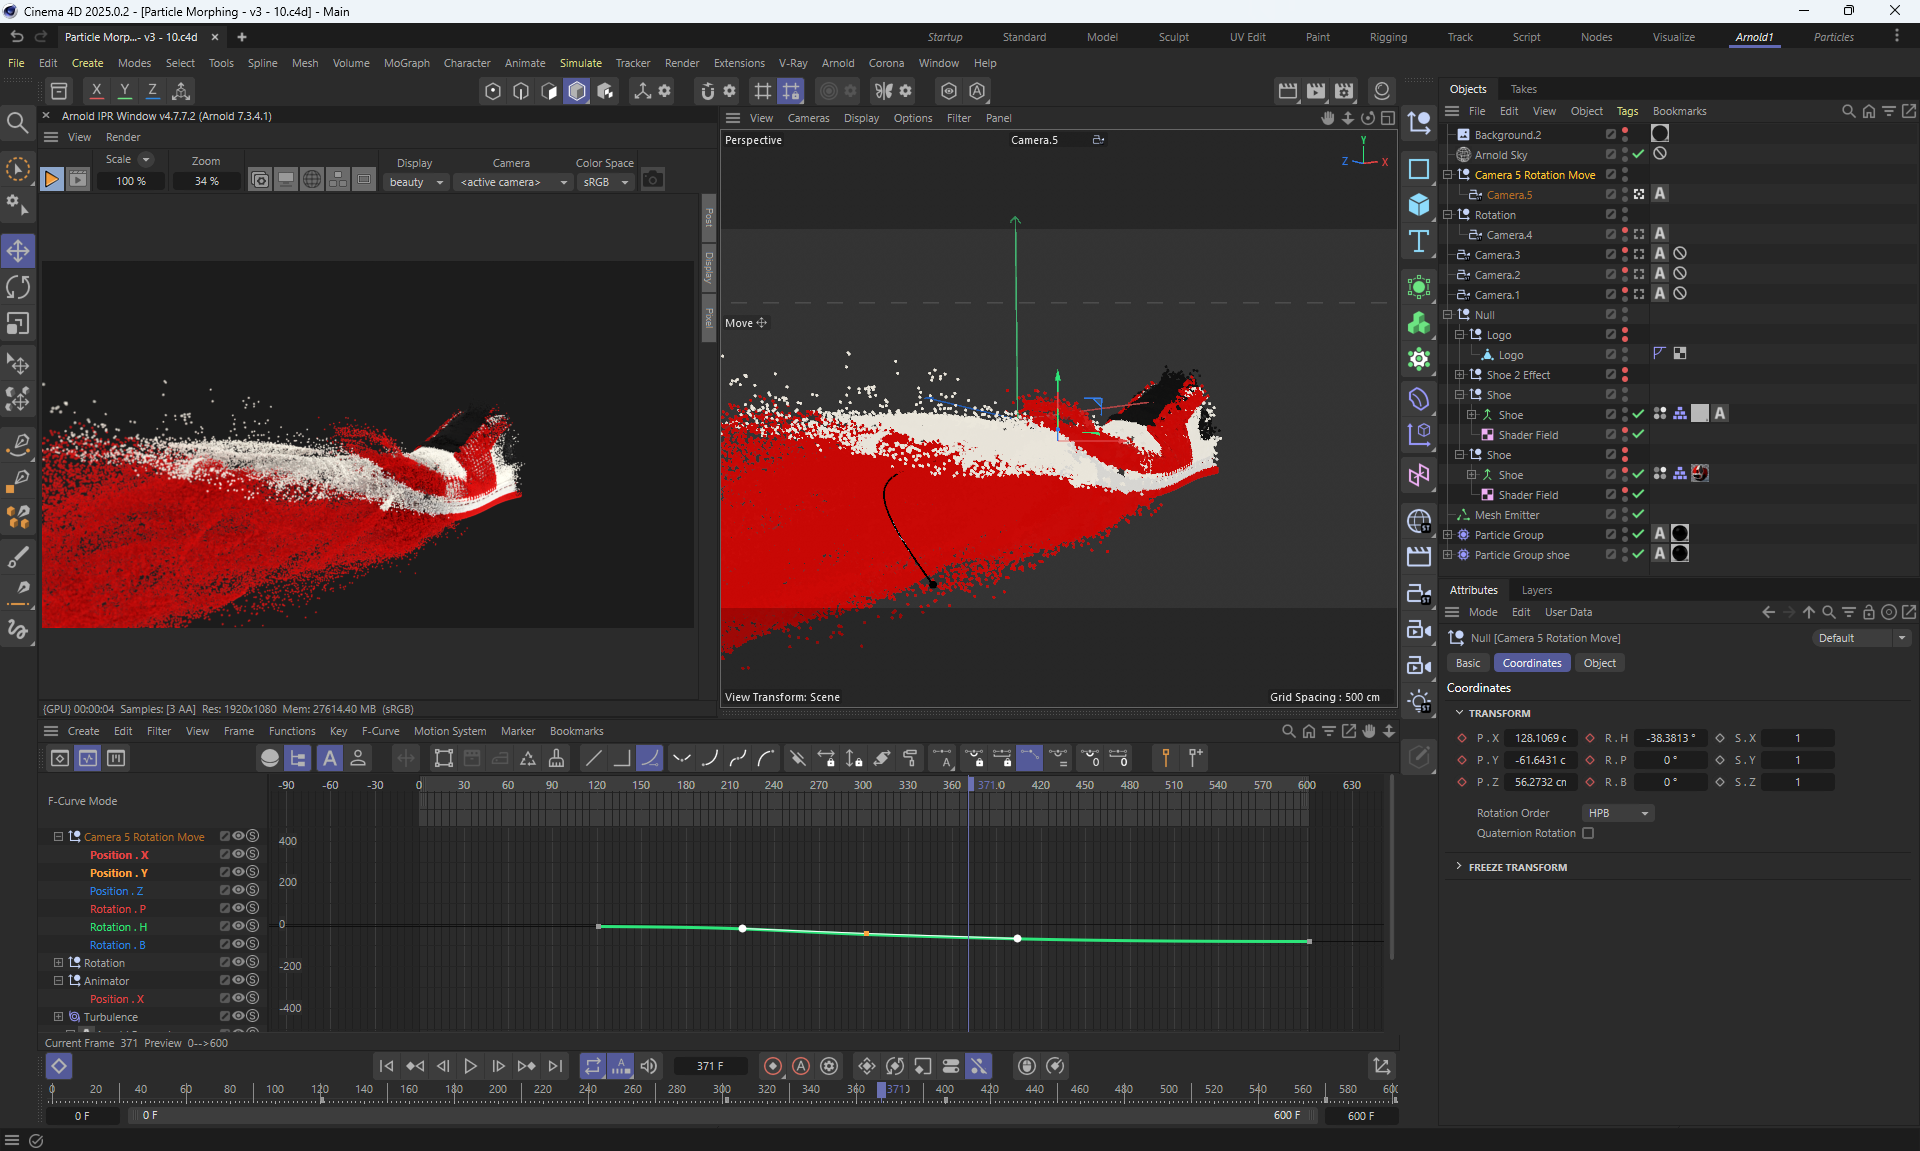 Cinema 4D 2025.0.2 - [Particle Morphing - v3 - 10.c4d] - Main
Particle Morp...- v3 - 10.c4d
Startup Standard Model Sculpt UV Edit Paint Rigging Track Script Nodes Visualize Arnold1 Particles
File Edit Create Modes Select Tools Spline Mesh Volume MoGraph Character Animate Simulate Tracker Render Extensions V-Ray Arnold Corona Window Help
X Y Z
Arnold IPR Window v4.7.7.2 (Arnold 7.3.4.1)
View Render
Scale Zoom Display Camera Color Space
100 % 34 % beauty <active camera> sRGB
Post
Display
Pixel
{GPU} 00:00:04 Samples: [3 AA] Res: 1920x1080 Mem: 27614.40 MB (sRGB)
View Cameras Display Options Filter Panel
Perspective
Camera.5
Y
Z X
Move
View Transform: Scene
Grid Spacing : 500 cm
Objects Takes
File Edit View Object Tags Bookmarks
Background.2
Arnold Sky
Camera 5 Rotation Move
Camera.5
Rotation
Camera.4
Camera.3
Camera.2
Camera.1
Null
Logo
Logo
Shoe 2 Effect
Shoe
Shoe
Shader Field
Shoe
Shoe
Shader Field
Mesh Emitter
Particle Group
Particle Group shoe
Attributes Layers
Mode Edit User Data
Null [Camera 5 Rotation Move]
Default
Basic Coordinates Object
Coordinates
TRANSFORM
P . X 128.1069 c R . H -38.3813 ° S . X 1
P . Y -61.6431 c R . P 0 ° S . Y 1
P . Z 56.2732 cn R . B 0 ° S . Z 1
Rotation Order HPB
Quaternion Rotation
FREEZE TRANSFORM
Create Edit Filter View Frame Functions Key F-Curve Motion System Marker Bookmarks
F-Curve Mode
-90 -60 -30 0 30 60 90 120 150 180 210 240 270 300 330 360 371.0 420 450 480 510 540 570 600 630
Camera 5 Rotation Move
Position . X
Position . Y
Position . Z
Rotation . P
Rotation . H
Rotation . B
Rotation
Animator
Position . X
Turbulence
400
200
0
-200
-400
Current Frame 371 Preview 0-->600
371 F
0 20 40 60 80 100 120 140 160 180 200 220 240 260 280 300 320 340 360 371 400 420 440 460 480 500 520 540 560 580
0 F 0 F 600 F 600 F